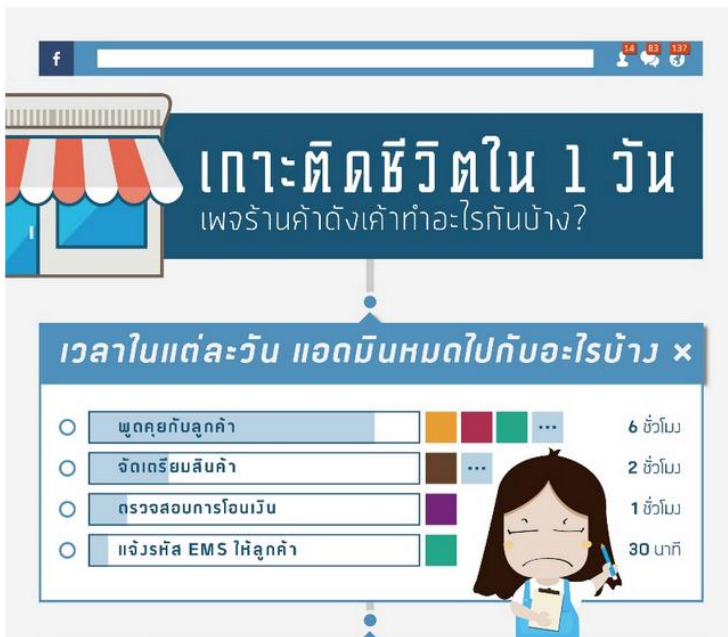 f
14 83 137
เกาะติดชีวิตใน 1 วัน
เพจร้านค้าดังเค้าทำอะไรกันบ้าง?
เวลาในแต่ละวัน แอดมินหมดไปกับอะไรบ้าง ×
พูดคุยกับลูกค้า ... 6 ชั่วโมง
จัดเตรียมสินค้า ... 2 ชั่วโมง
ตรวจสอบการโอนเงิน 1 ชั่วโมง
แจ้งรหัส EMS ให้ลูกค้า 30 นาที